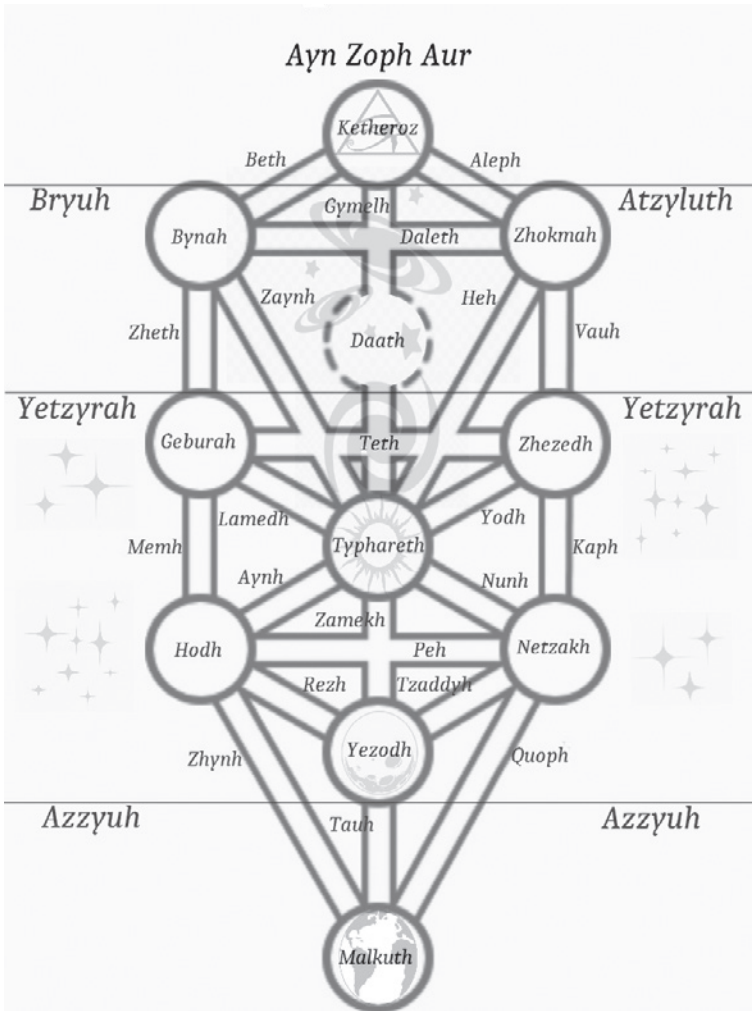 Ayn Zoph Aur
Ketheroz
Beth
Aleph
Bryuh
Gymelh
Atzyluth
Bynah
Daleth
Zhokmah
Zaynh
Heh
Zheth
Daath
Vauh
Yetzyrah
Yetzyrah
Geburah
Teth
Zhezedh
Lamedh
Yodh
Memh
Typhareth
Kaph
Aynh
Nunh
Zamekh
Hodh
Peh
Netzakh
Rezh
Tzaddyh
Zhynh
Yezodh
Quoph
Azzyuh
Tauh
Azzyuh
Malkuth